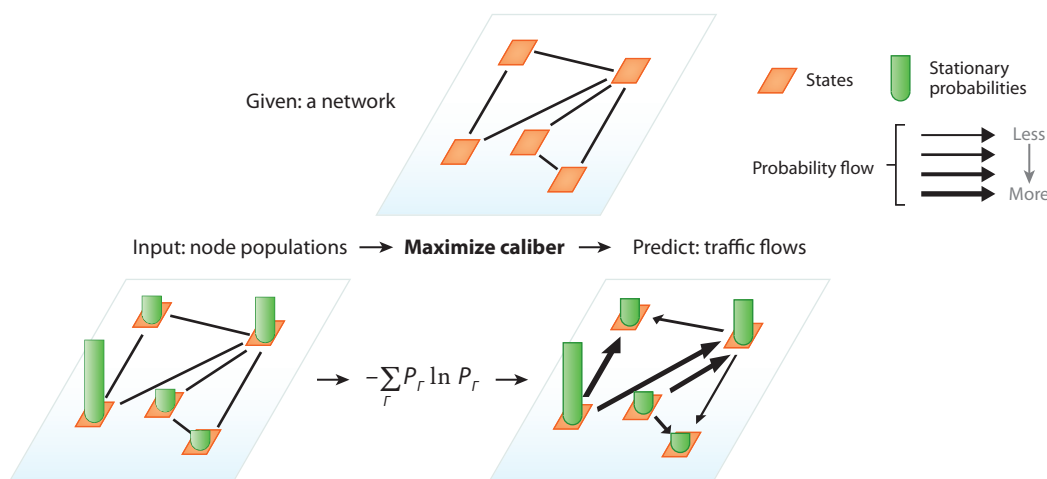 Given: a network
States
Stationary
probabilities
Probability flow
Less
More
Input: node populations → Maximize caliber → Predict: traffic flows
−∑ P_Γ ln P_Γ
Γ